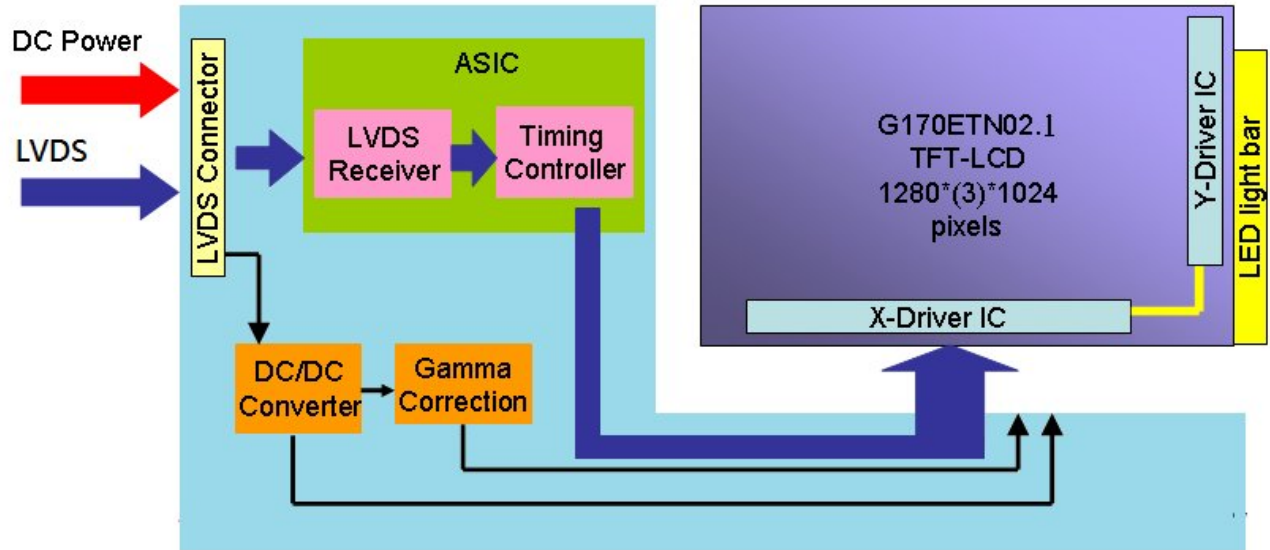 DC Power
LVDS
LVDS Connector
ASIC
LVDS
Receiver
Timing
Controller
DC/DC
Converter
Gamma
Correction
G170ETN02.1
TFT-LCD
1280*(3)*1024
pixels
X-Driver IC
Y-Driver IC
LED light bar